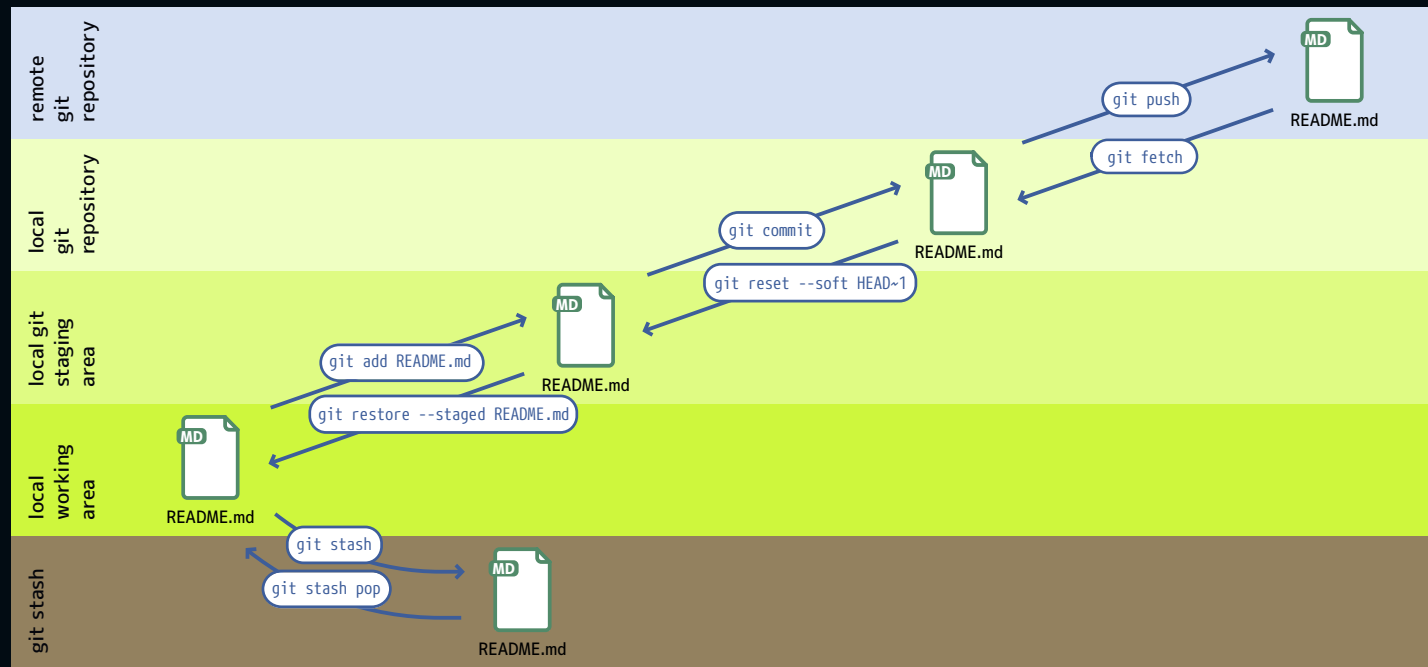 remote
git
repository
MD
README.md
git push
git fetch
local
git
repository
MD
README.md
git commit
git reset --soft HEAD~1
local git
staging
area
MD
README.md
git add README.md
git restore --staged README.md
local
working
area
MD
README.md
git stash
git stash pop
git stash
MD
README.md